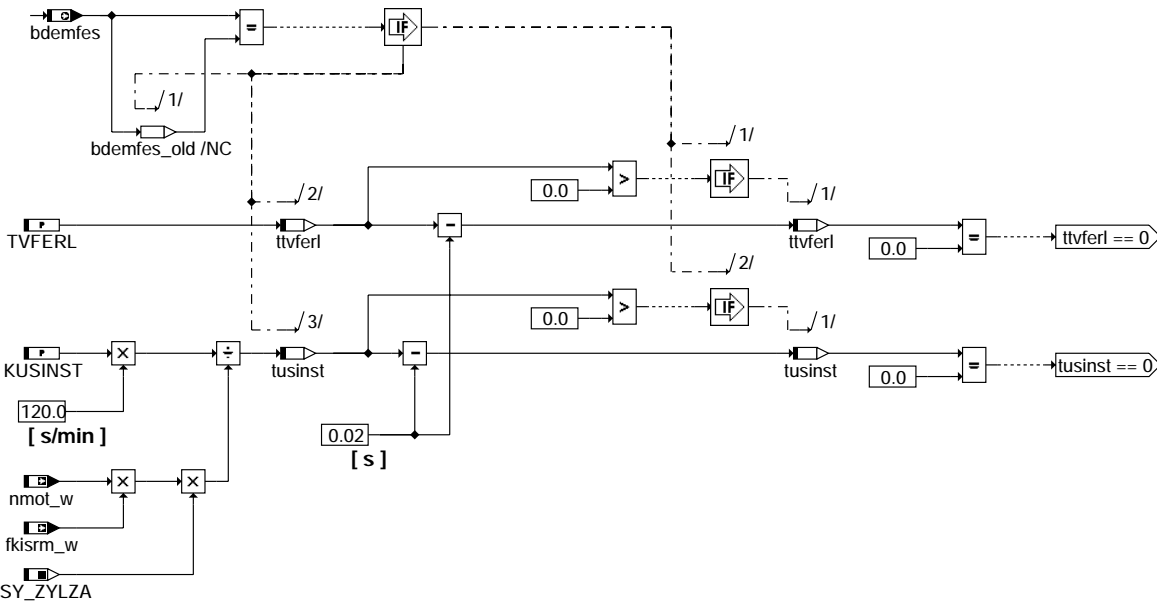 bdemfes
=
IF
1/
bdemfes_old /NC
1/
>
IF
0.0
2/
1/
TVFERL
ttvferl
-
ttvferl
=
ttvferl == 0
0.0
2/
>
IF
0.0
3/
1/
P
KUSINST
×
÷
tusinst
-
tusinst
=
tusinst == 0
0.0
120.0
[ s/min ]
0.02
[ s ]
nmot_w
×
×
fkisrm_w
SY_ZYLZA